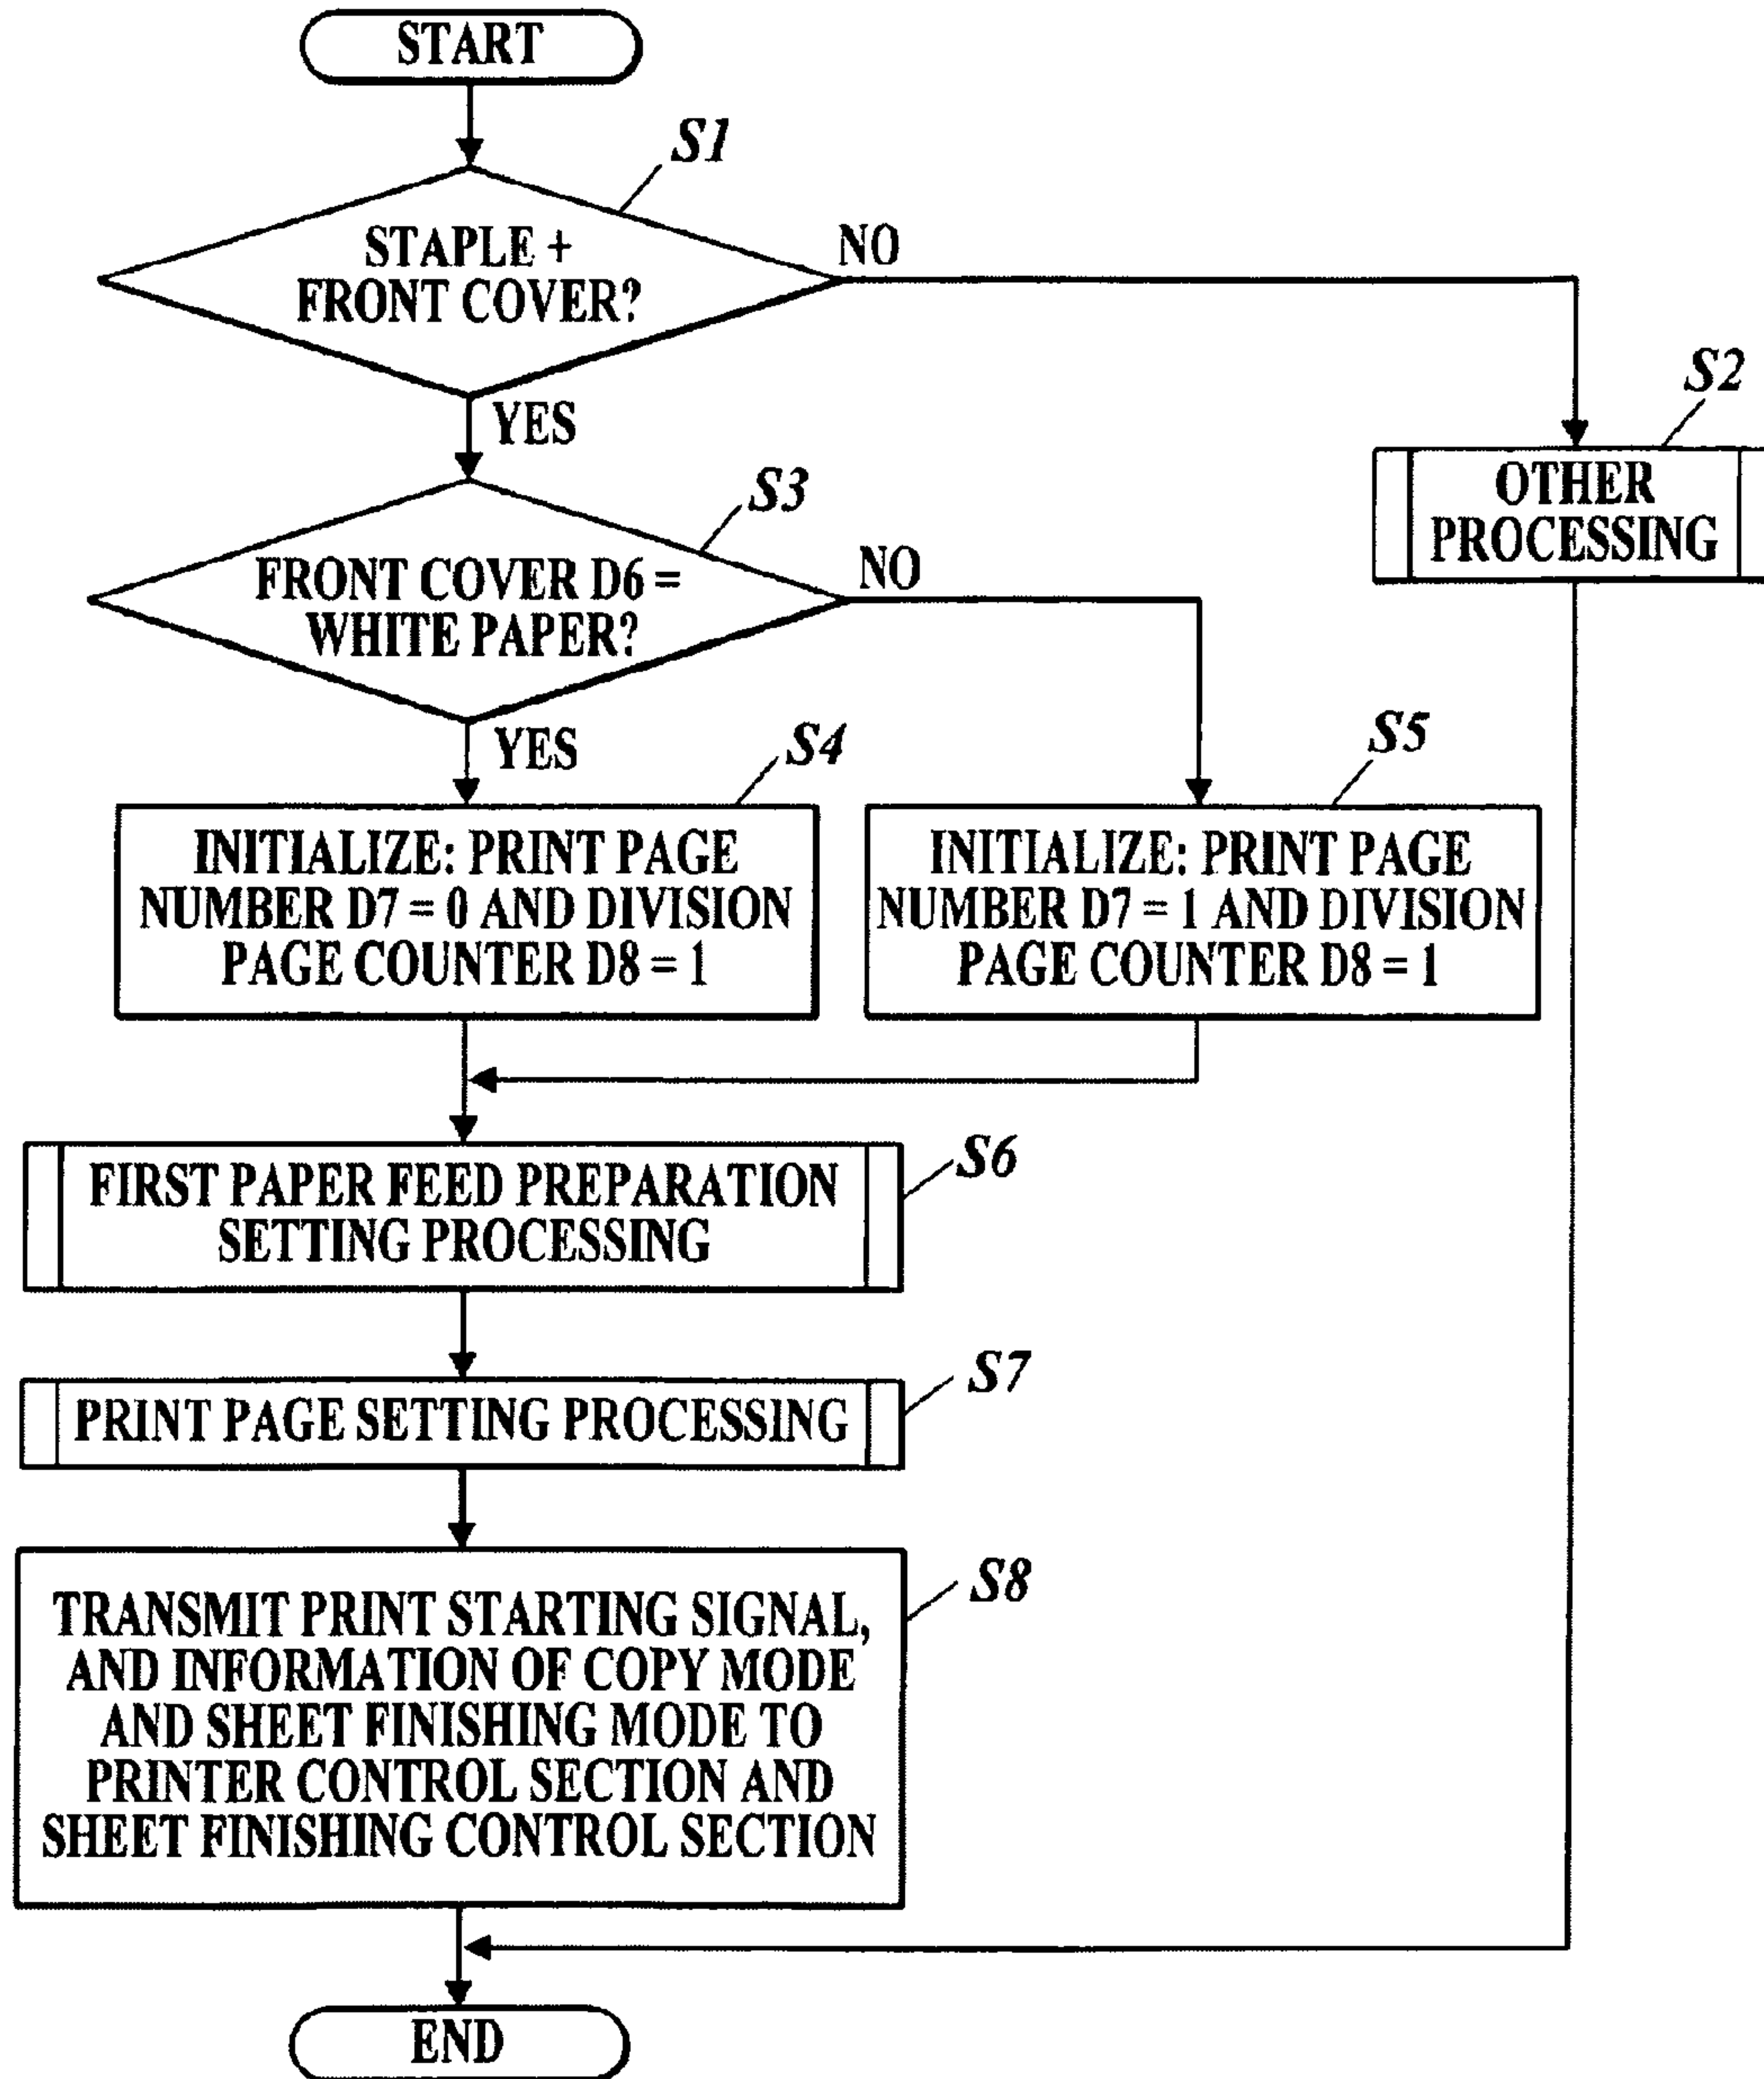 START
S1
STAPLE +
FRONT COVER?
NO
YES
S2
OTHER
PROCESSING
S3
FRONT COVER D6 =
WHITE PAPER?
NO
YES
S4
INITIALIZE: PRINT PAGE
NUMBER D7 = 0 AND DIVISION
PAGE COUNTER D8 = 1
S5
INITIALIZE: PRINT PAGE
NUMBER D7 = 1 AND DIVISION
PAGE COUNTER D8 = 1
FIRST PAPER FEED PREPARATION
SETTING PROCESSING
S6
PRINT PAGE SETTING PROCESSING
S7
TRANSMIT PRINT STARTING SIGNAL,
AND INFORMATION OF COPY MODE
AND SHEET FINISHING MODE TO
PRINTER CONTROL SECTION AND
SHEET FINISHING CONTROL SECTION
S8
END